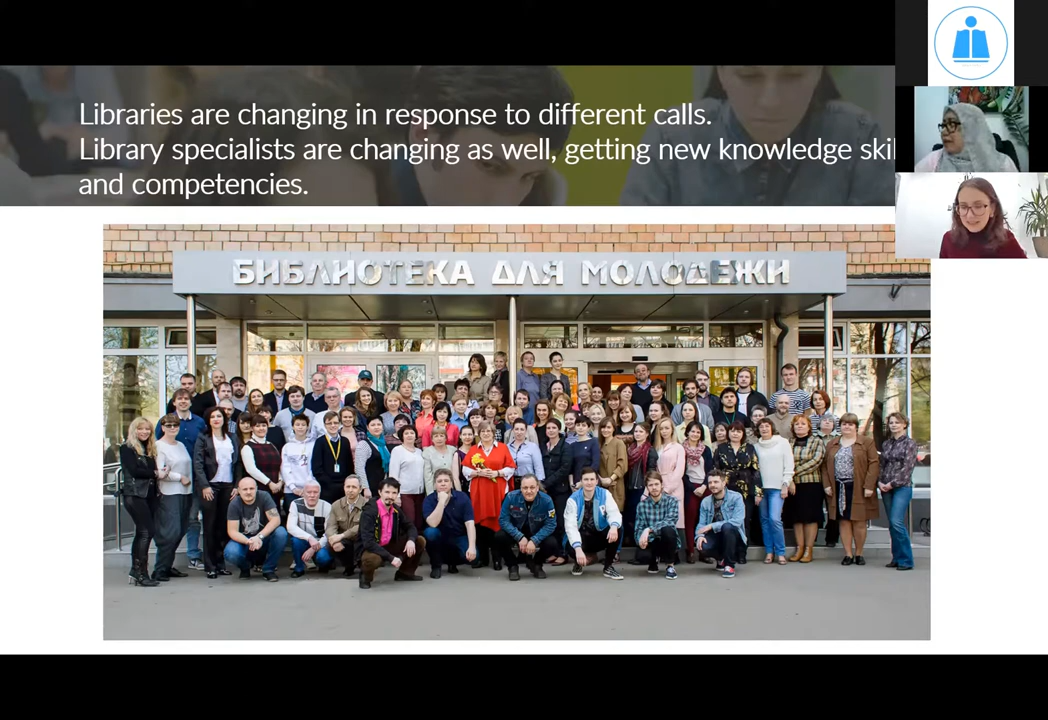 Libraries are changing in response to different calls.
Library specialists are changing as well, getting new knowledge ski
and competencies.
БИБЛИОТЕКА ДЛЯ МОЛОДЕЖИ